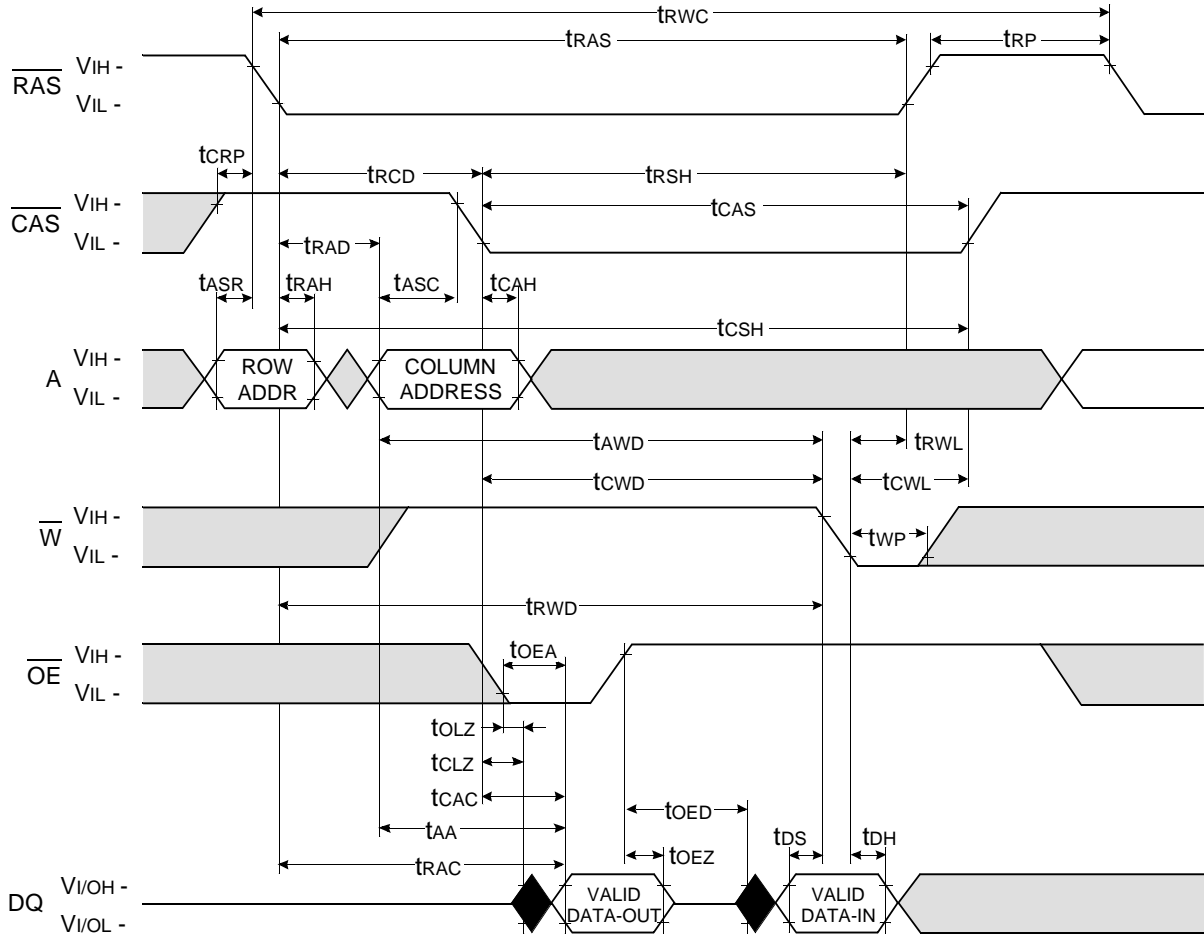 tRWC
tRAS
tRP
RAS
VIH -
VIL -
tCRP
tRCD
tRSH
CAS
VIH -
VIL -
tCAS
tRAD
tASR
tRAH
tASC
tCAH
tCSH
A
VIH -
VIL -
ROW
ADDR
COLUMN
ADDRESS
tAWD
tRWL
tCWD
tCWL
W
VIH -
VIL -
tWP
tRWD
OE
VIH -
VIL -
tOEA
tOLZ
tCLZ
tCAC
tOED
tAA
tDS
tDH
tOEZ
tRAC
DQ
VI/OH -
VI/OL -
VALID
DATA-OUT
VALID
DATA-IN